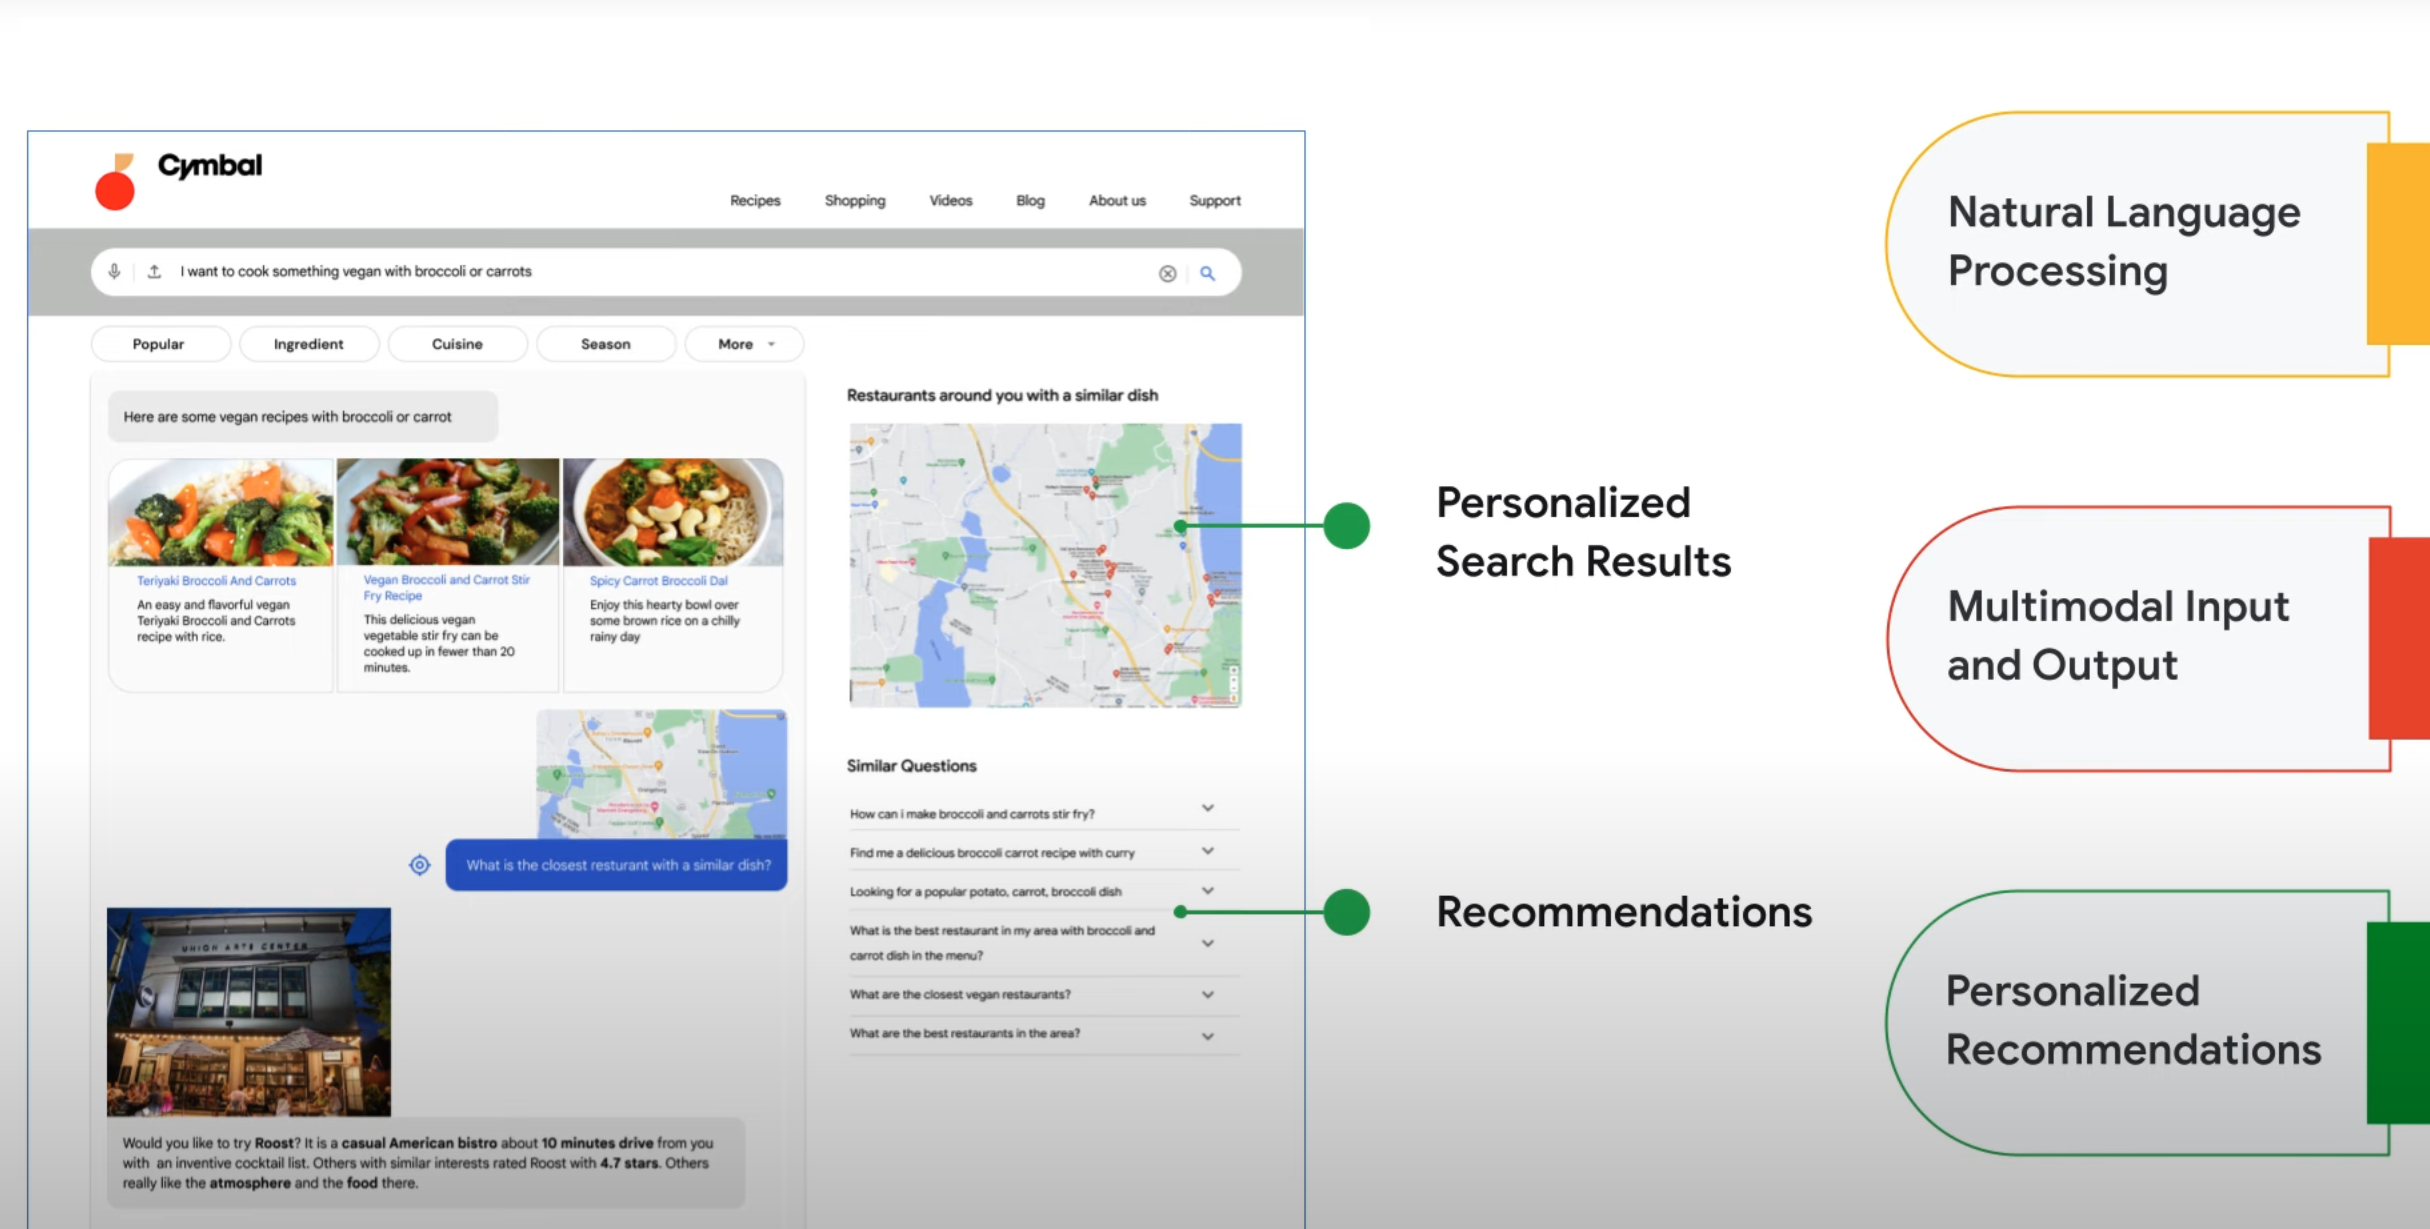 Cymbal
Recipes Shopping Videos Blog About us Support
I want to cook something vegan with broccoli or carrots
Popular Ingredient Cuisine Season More
Here are some vegan recipes with broccoli or carrot
Teriyaki Broccoli And Carrots
An easy and flavorful vegan
Teriyaki Broccoli and Carrots
recipe with rice.
Vegan Broccoli and Carrot Stir
Fry Recipe
This delicious vegan
vegetable stir fry can be
cooked up in fewer than 20
minutes.
Spicy Carrot Broccoli Dal
Enjoy this hearty bowl over
some brown rice on a chilly
rainy day
What is the closest resturant with a similar dish?
UNION ARTS CENTER
Would you like to try Roost? It is a casual American bistro about 10 minutes drive from you
with an inventive cocktail list. Others with similar interests rated Roost with 4.7 stars. Others
really like the atmosphere and the food there.
Restaurants around you with a similar dish
Similar Questions
How can i make broccoli and carrots stir fry?
Find me a delicious broccoli carrot recipe with curry
Looking for a popular potato, carrot, broccoli dish
What is the best restaurant in my area with broccoli and
carrot dish in the menu?
What are the closest vegan restaurants?
What are the best restaurants in the area?
Personalized
Search Results
Recommendations
Natural Language
Processing
Multimodal Input
and Output
Personalized
Recommendations